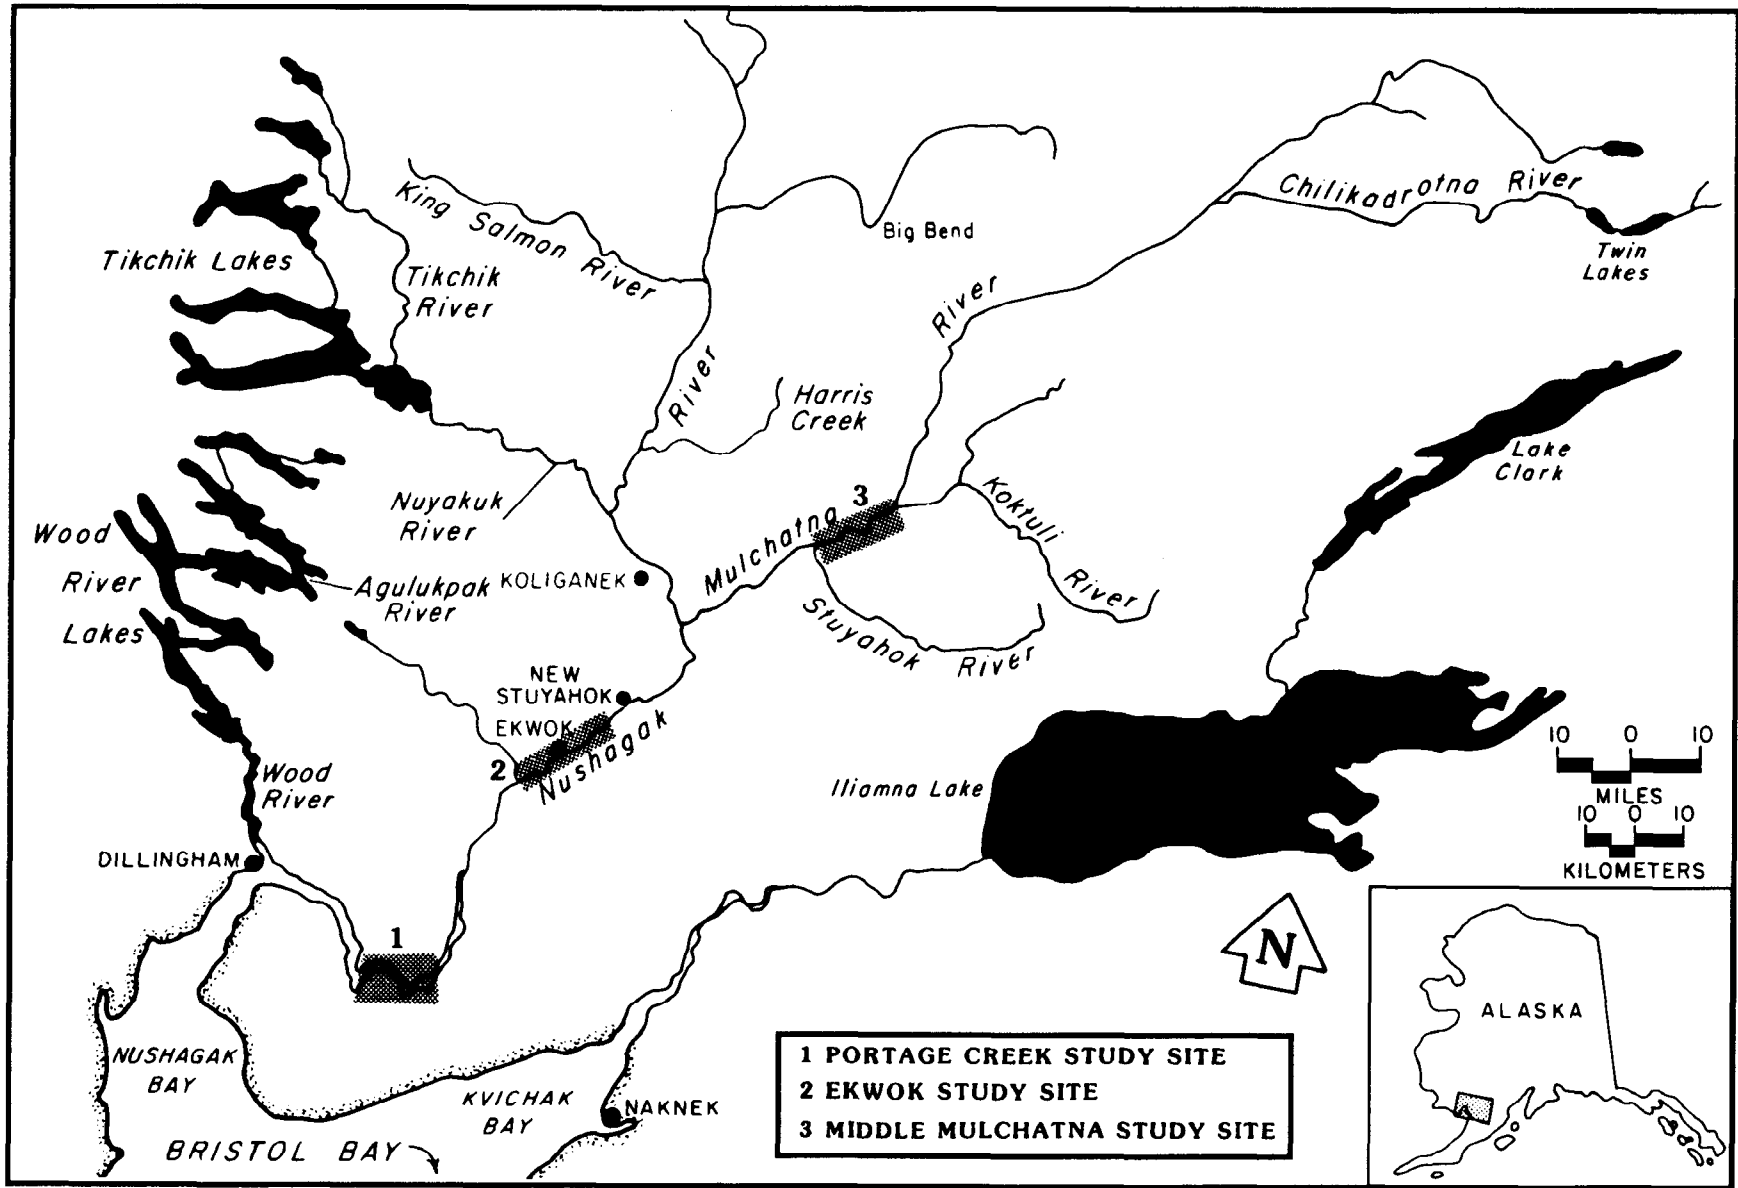 King Salmon River
Big Bend
Chilikadrotna River
Twin
Lakes
Tikchik Lakes
Tikchik
River
River
River
Harris
Creek
Lake
Clark
Nuyakuk
River
3
Koktuli River
Wood
River
Lakes
Agulukpak
River
KOLIGANEK
Mulchatna
Stuyahok River
NEW
STUYAHOK
EKWOK
2
Nushagak
Wood
River
Iliamna Lake
10 0 10
MILES
10 0 10
KILOMETERS
DILLINGHAM
1
N
ALASKA
NUSHAGAK
BAY
KVICHAK
BAY
NAKNEK
BRISTOL BAY
1 PORTAGE CREEK STUDY SITE
2 EKWOK STUDY SITE
3 MIDDLE MULCHATNA STUDY SITE